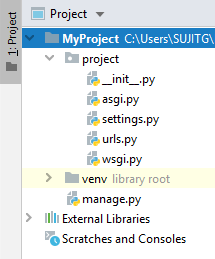 Project
1: Project
MyProject C:\Users\SUJITG\
project
__init__.py
asgi.py
settings.py
urls.py
wsgi.py
venv library root
manage.py
External Libraries
Scratches and Consoles